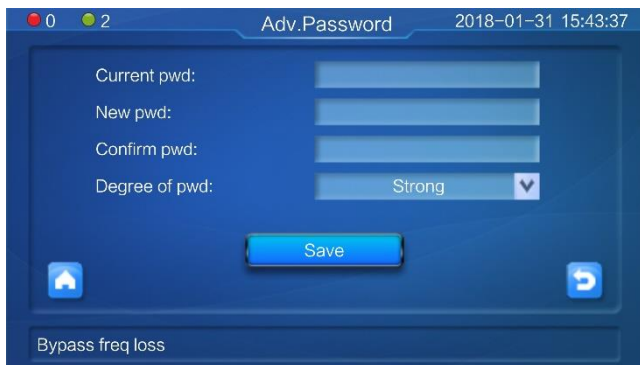 0 2 Adv.Password 2018-01-31 15:43:37
Current pwd:
New pwd:
Confirm pwd:
Degree of pwd: Strong
Save
Bypass freq loss